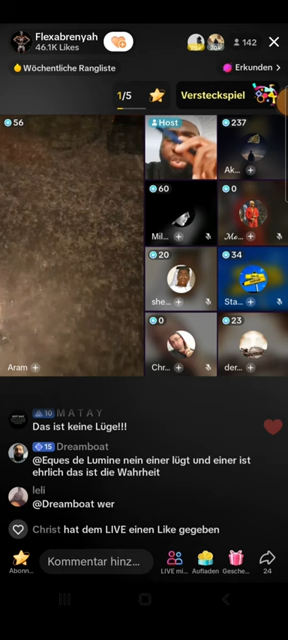 Flexabrenyah
46.1K Likes
20+
142
Wöchentliche Rangliste
Erkunden >
1/5
Versteckspiel
56
Host
237
Ak...
60
Mil...
0
20
she...
34
Sta...
0
Chr...
23
der...
Aram
10 M A T A Y
Das ist keine Lüge!!!
15 Dreamboat
@Eques de Lumine nein einer lügt und einer ist
ehrlich das ist die Wahrheit
leli
@Dreamboat wer
Christ hat dem LIVE einen Like gegeben
Kommentar hinz...
Abonn...
LIVE mi...
Aufladen
Gesche...
24